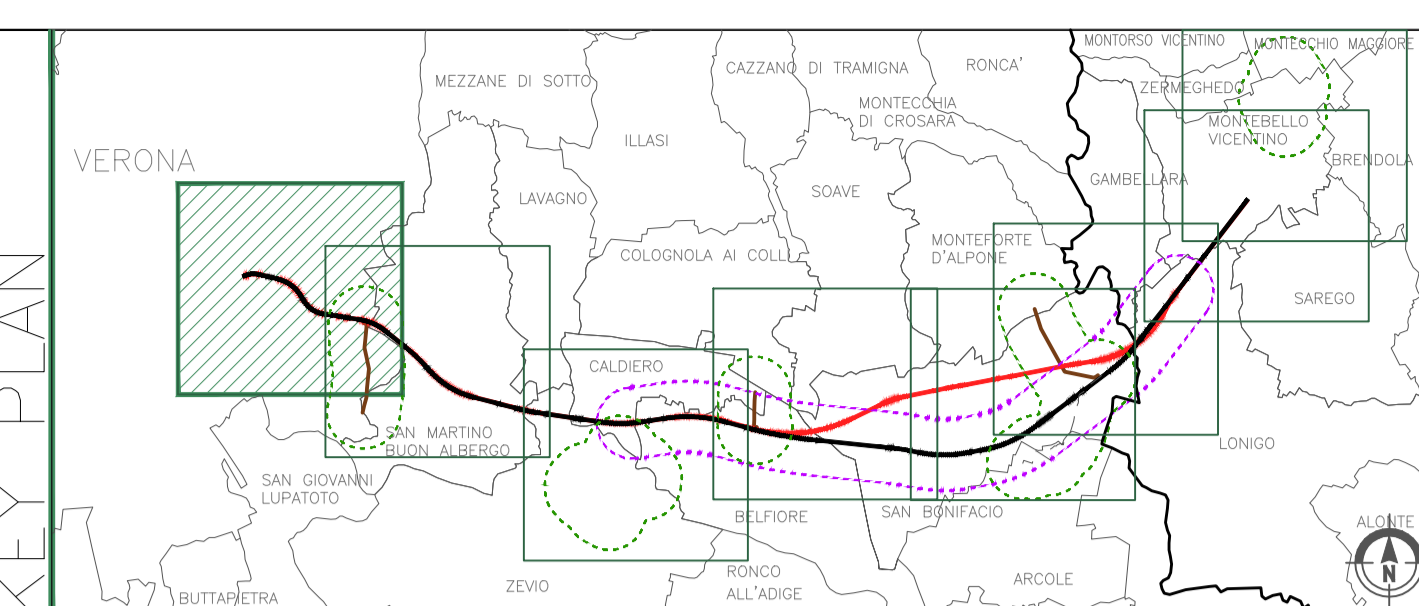 KEY PLAN
MONTORSO VICENTINO
MONTECCHIO MAGGIORE
CAZZANO DI TRAMIGNA
RONCA'
MEZZANE DI SOTTO
ZERMEGHEDO
MONTECCHIA
DI CROSARA
MONTEBELLO
VICENTINO
ILLASI
VERONA
BRENDOLA
GAMBELLARA
SOAVE
LAVAGNO
MONTEFORTE
D'ALPONE
COLOGNOLA AI COLLI
SAREGO
CALDIERO
SAN MARTINO
BUON ALBERGO
LONIGO
SAN GIOVANNI
LUPATOTO
BELFIORE
SAN BONIFACIO
ALONTE
RONCO
ALL'ADIGE
ARCOLE
ZEVIO
BUTTAPIETRA
N